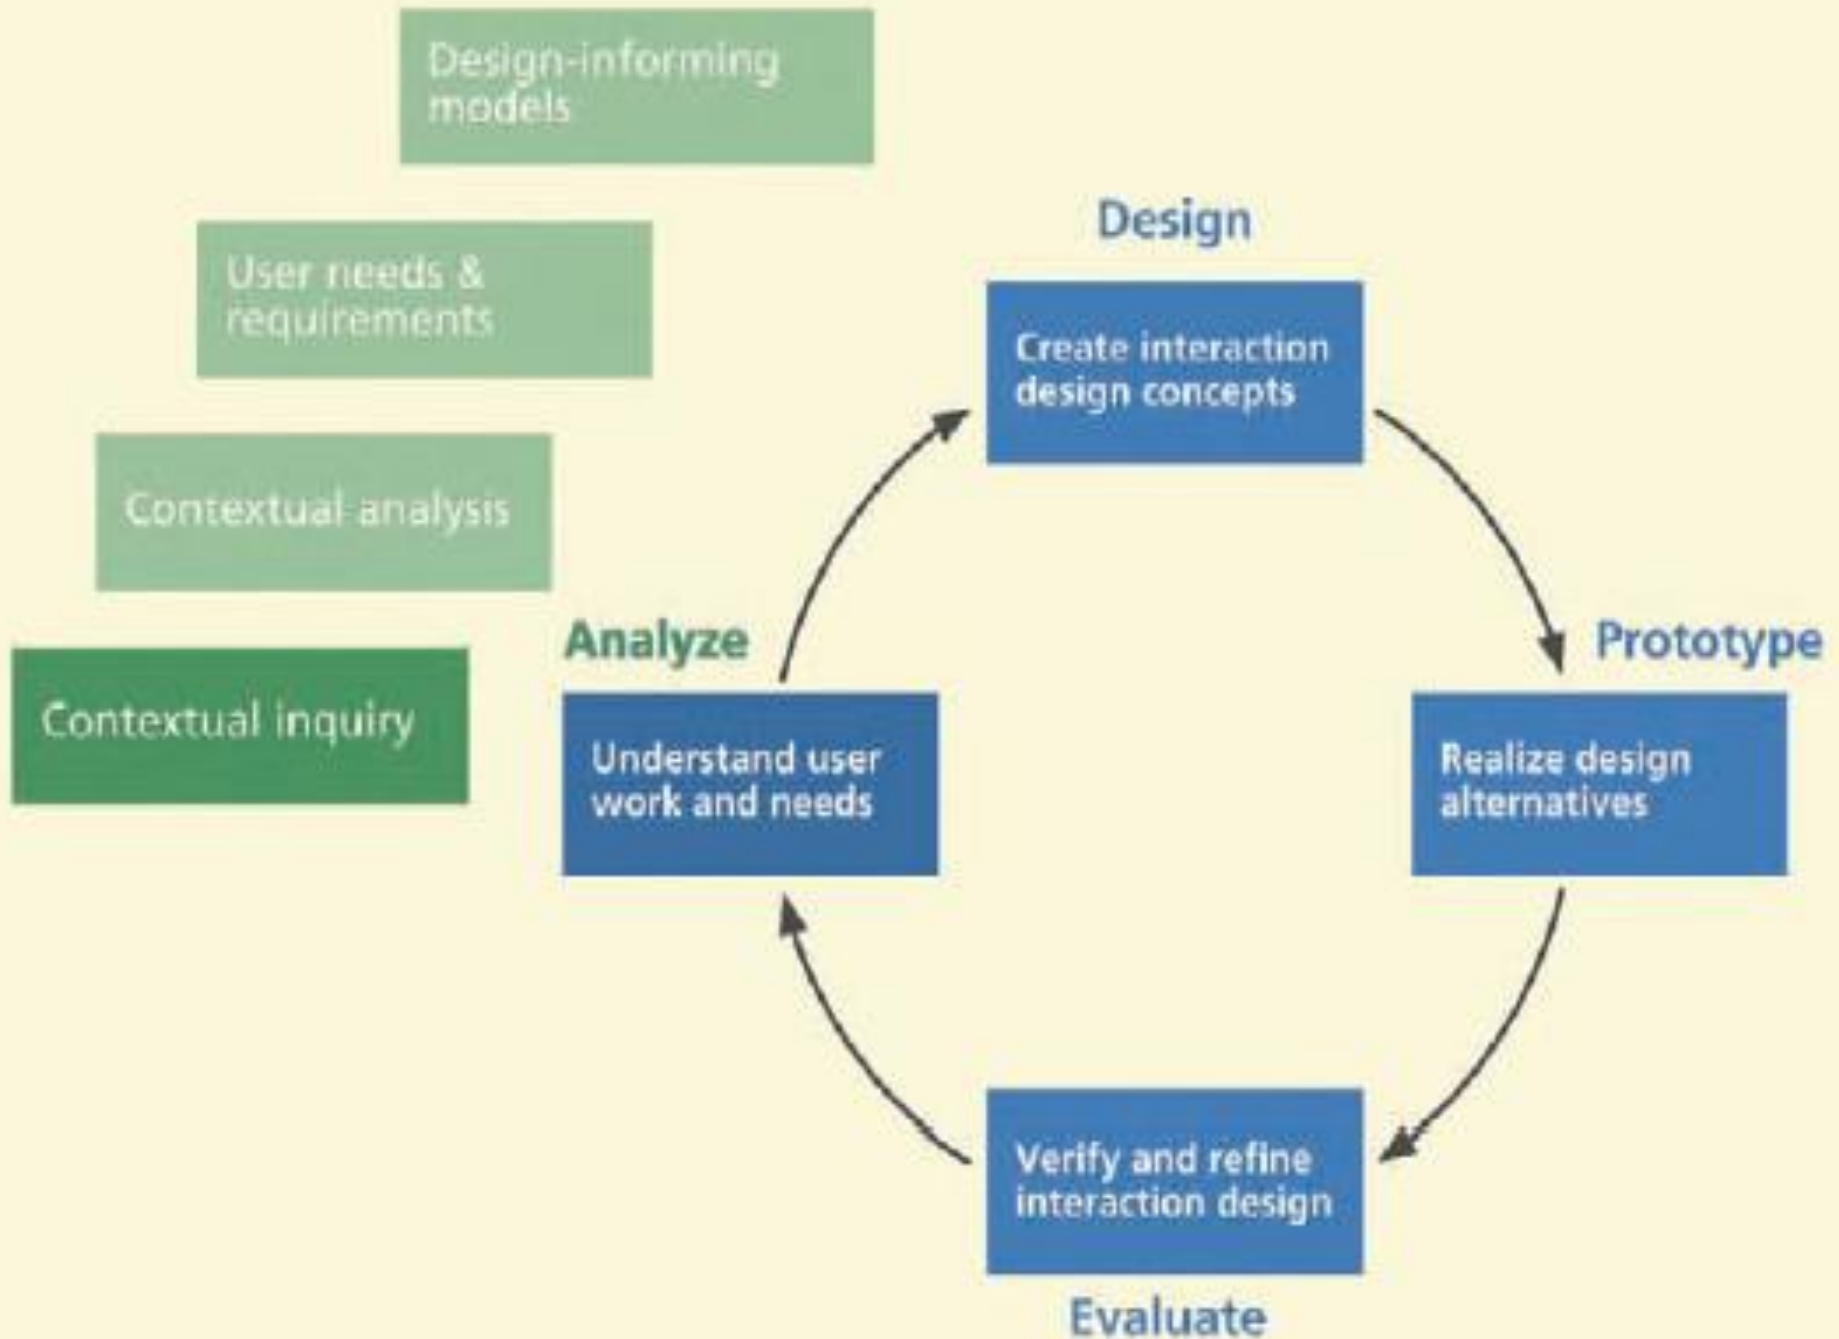 Design-informing
models
User needs &
requirements
Contextual analysis
Contextual inquiry
Analyze
Understand user
work and needs
Design
Create interaction
design concepts
Prototype
Realize design
alternatives
Verify and refine
interaction design
Evaluate